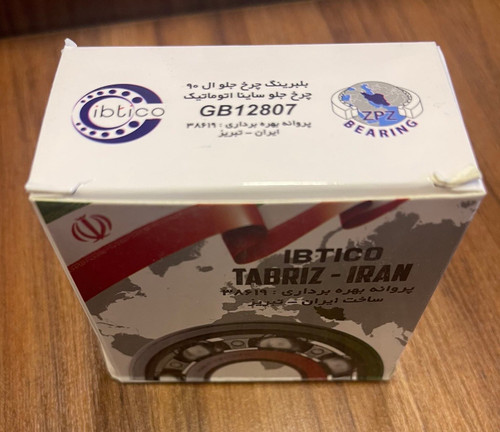 ibtico
بلبرینگ چرخ جلو ال ۹۰
چرخ جلو ساینا اتوماتیک
GB12807
پروانه بهره برداری : ۳۸۶۱۹
ایران - تبریز
ZPZ
BEARING
IBTICO
TABRIZ - IRAN
پروانه بهره برداری : ۳۸۶۱۹
ساخت ایران - تبریز